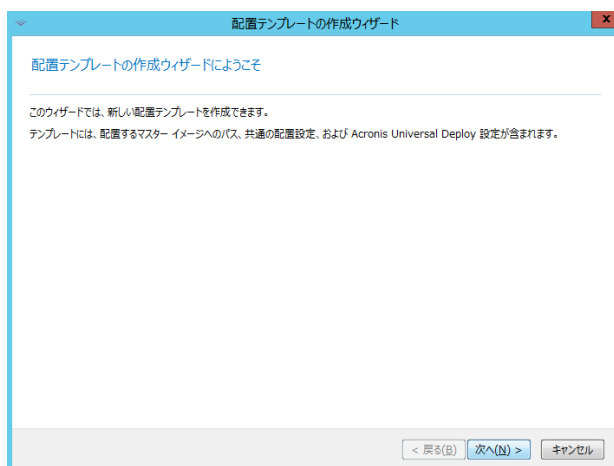 配置テンプレートの作成ウィザード
x
配置テンプレートの作成ウィザードにようこそ
このウィザードでは、新しい配置テンプレートを作成できます。
テンプレートには、配置するマスター イメージへのパス、共通の配置設定、および Acronis Universal Deploy 設定が含まれます。
< 戻る(B) 次へ(N) > キャンセル